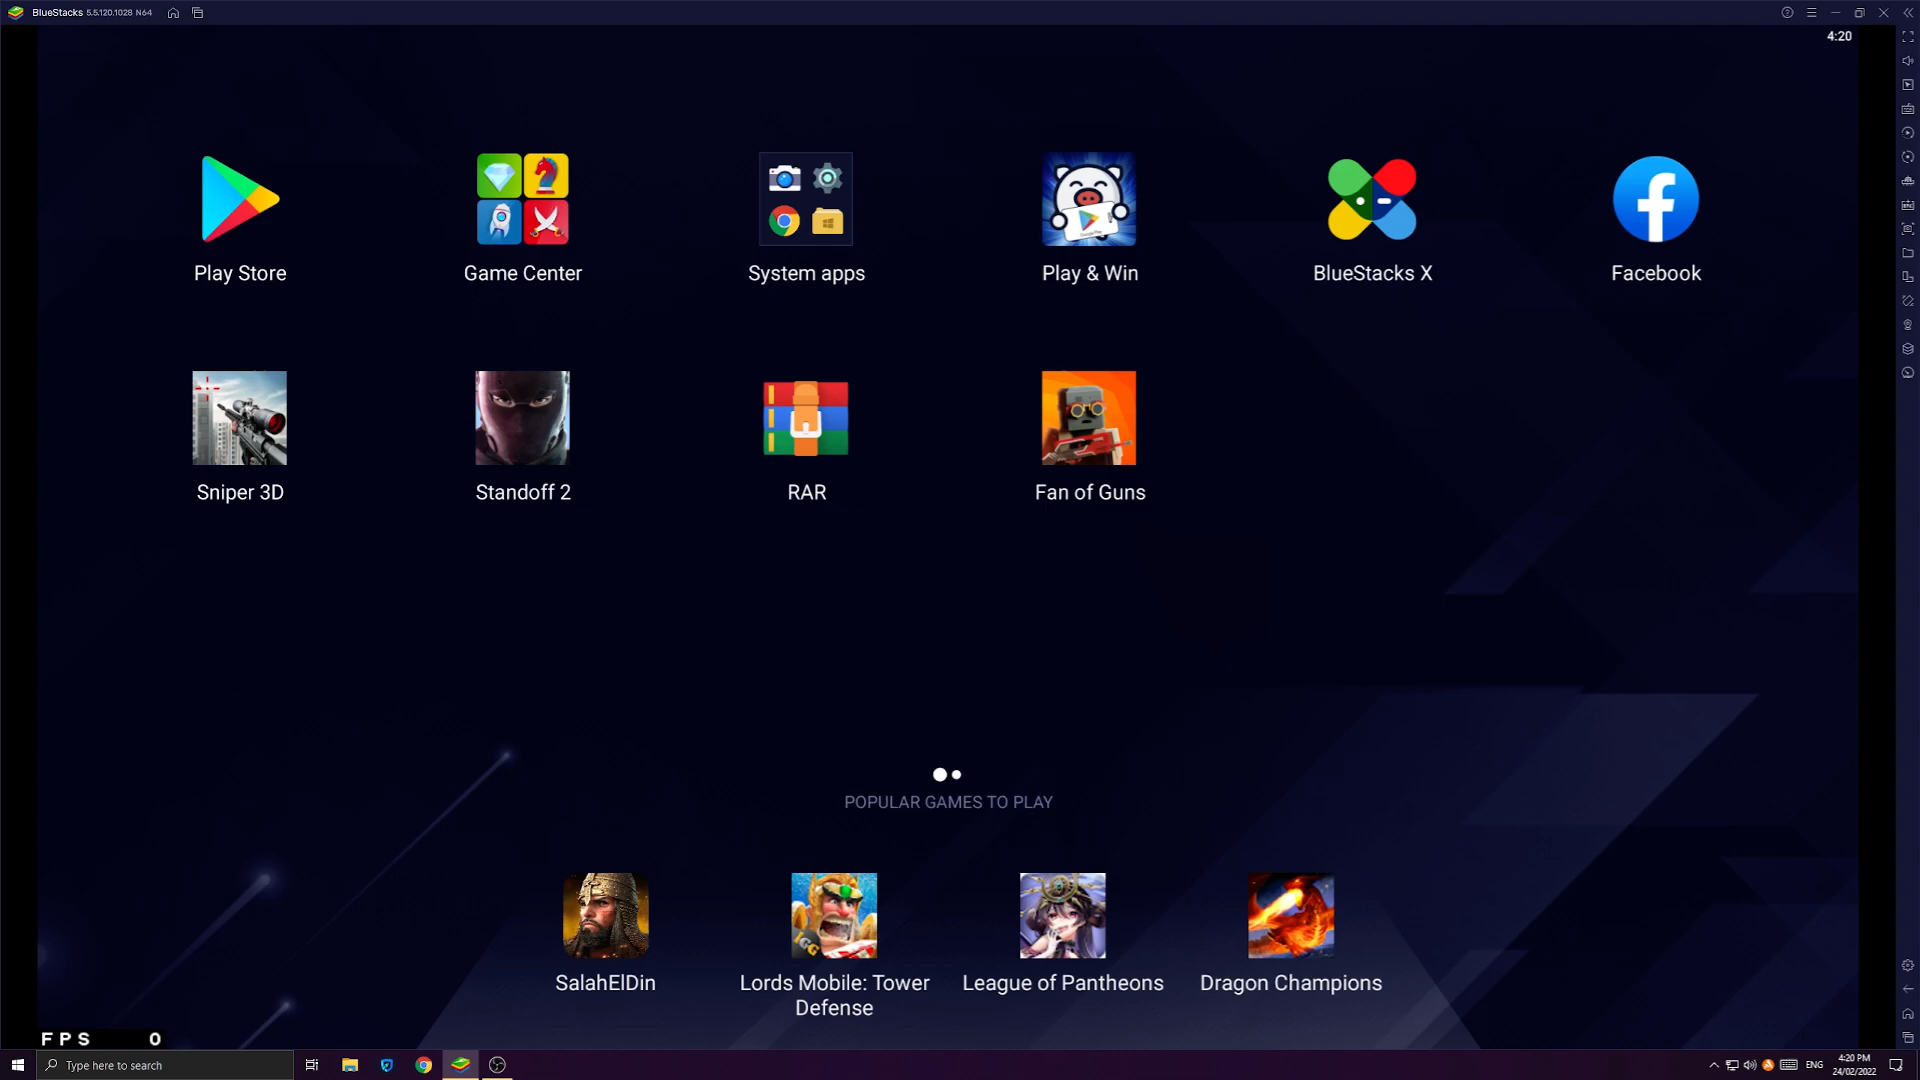 BlueStacks 5.5.120.1028 N64
4:20
Play Store
Game Center
System apps
Play & Win
BlueStacks X
Facebook
Sniper 3D
Standoff 2
RAR
Fan of Guns
POPULAR GAMES TO PLAY
SalahElDin
Lords Mobile: Tower
Defense
League of Pantheons
Dragon Champions
FPS 0
Type here to search
ENG
4:20 PM
24/02/2022